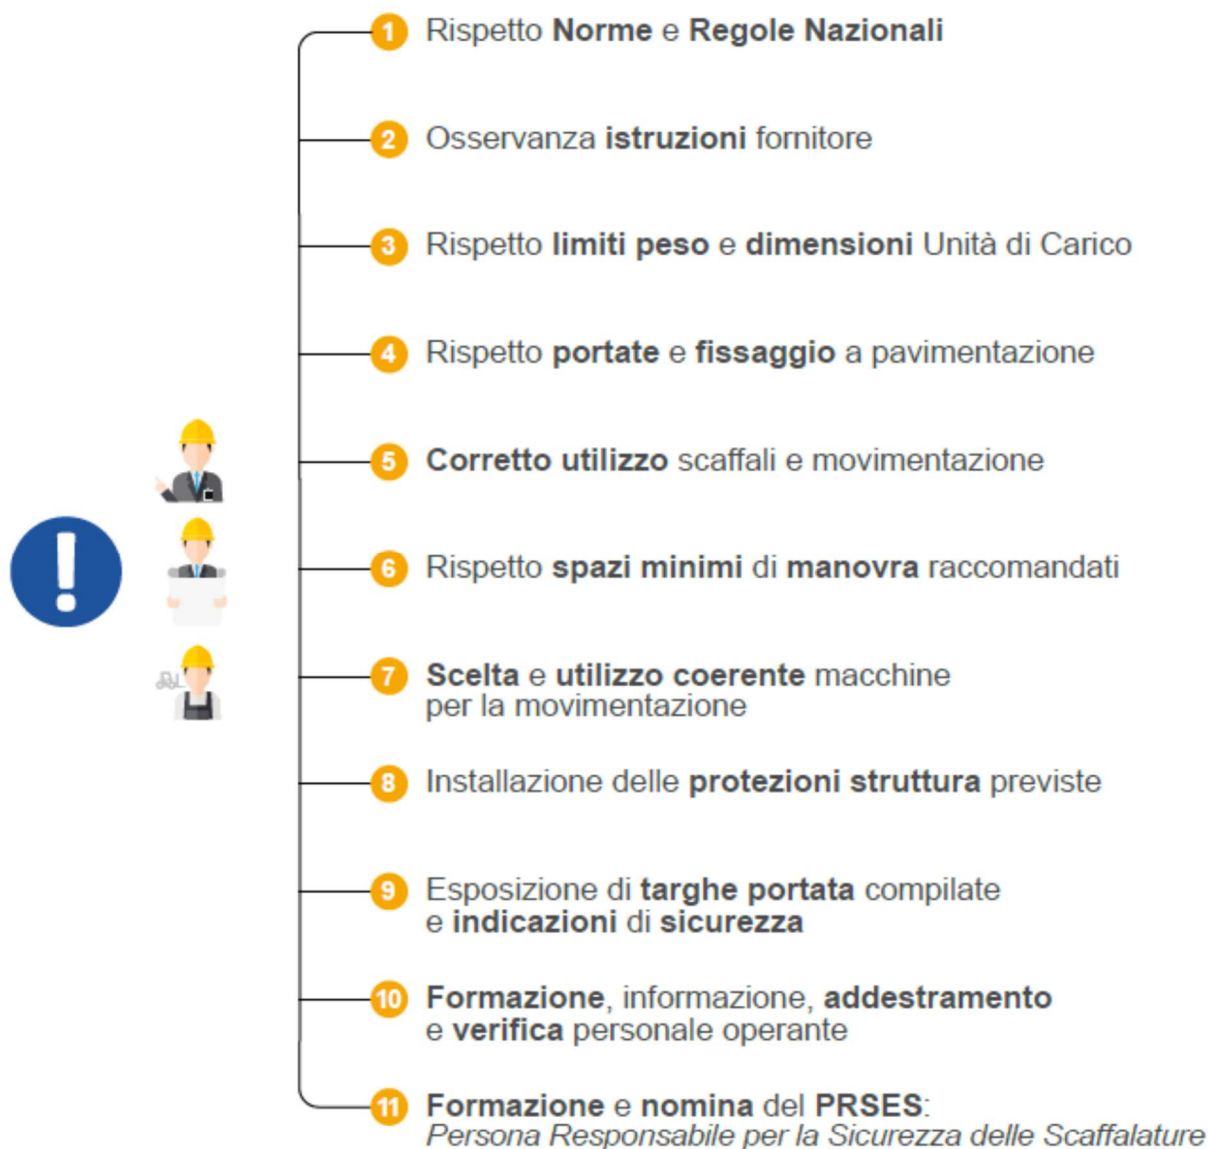 1 Rispetto Norme e Regole Nazionali
2 Osservanza istruzioni fornitore
3 Rispetto limiti peso e dimensioni Unità di Carico
4 Rispetto portate e fissaggio a pavimentazione
5 Corretto utilizzo scaffali e movimentazione
6 Rispetto spazi minimi di manovra raccomandati
7 Scelta e utilizzo coerente macchine
per la movimentazione
8 Installazione delle protezioni struttura previste
9 Esposizione di targhe portata compilate
e indicazioni di sicurezza
10 Formazione, informazione, addestramento
e verifica personale operante
11 Formazione e nomina del PRSES:
Persona Responsabile per la Sicurezza delle Scaffalature